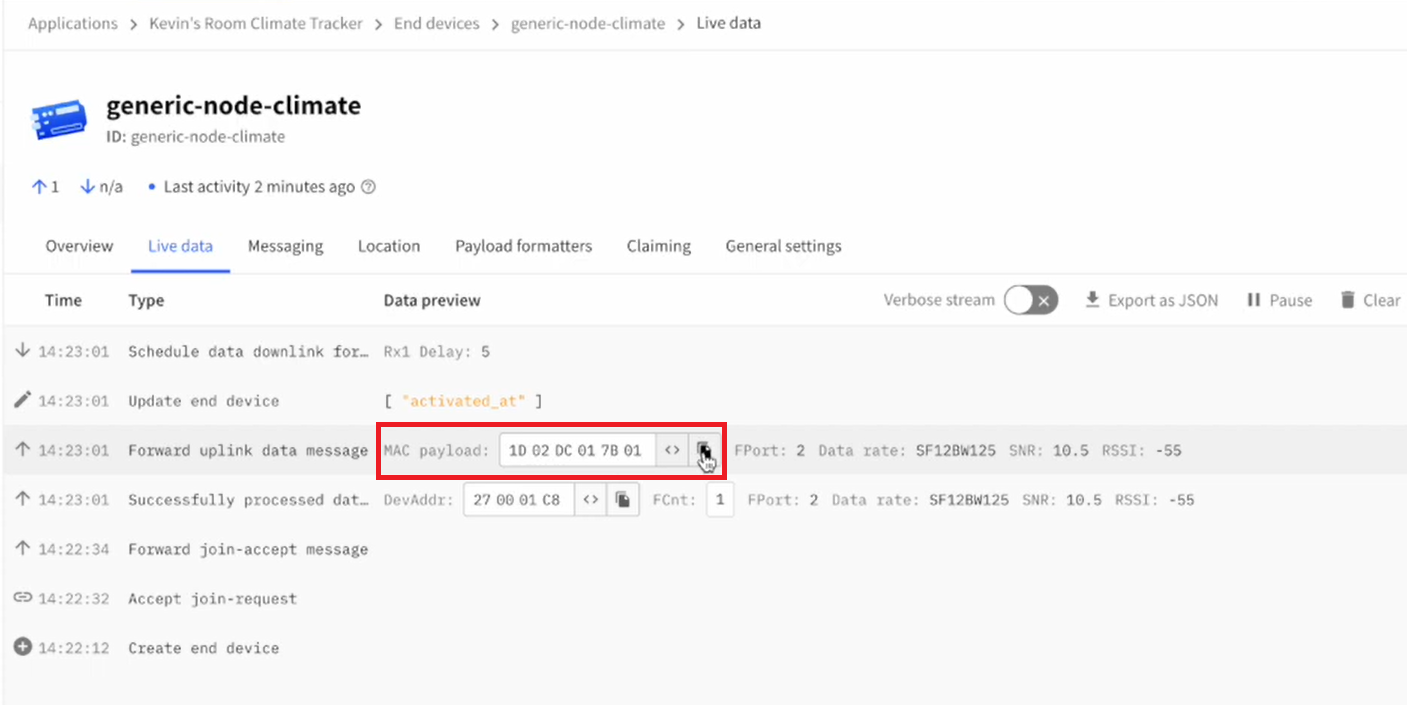 Applications > Kevin's Room Climate Tracker > End devices > generic-node-climate > Live data
generic-node-climate
ID: generic-node-climate
↑ 1 ↓ n/a • Last activity 2 minutes ago ?
Overview Live data Messaging Location Payload formatters Claiming General settings
Time Type Data preview Verbose stream Export as JSON Pause Clear
↓ 14:23:01 Schedule data downlink for… Rx1 Delay: 5
14:23:01 Update end device [ "activated_at" ]
↑ 14:23:01 Forward uplink data message MAC payload: 1D 02 DC 01 7B 01 <> FPort: 2 Data rate: SF12BW125 SNR: 10.5 RSSI: -55
↑ 14:23:01 Successfully processed dat… DevAddr: 27 00 01 C8 <> FCnt: 1 FPort: 2 Data rate: SF12BW125 SNR: 10.5 RSSI: -55
↑ 14:22:34 Forward join-accept message
14:22:32 Accept join-request
14:22:12 Create end device